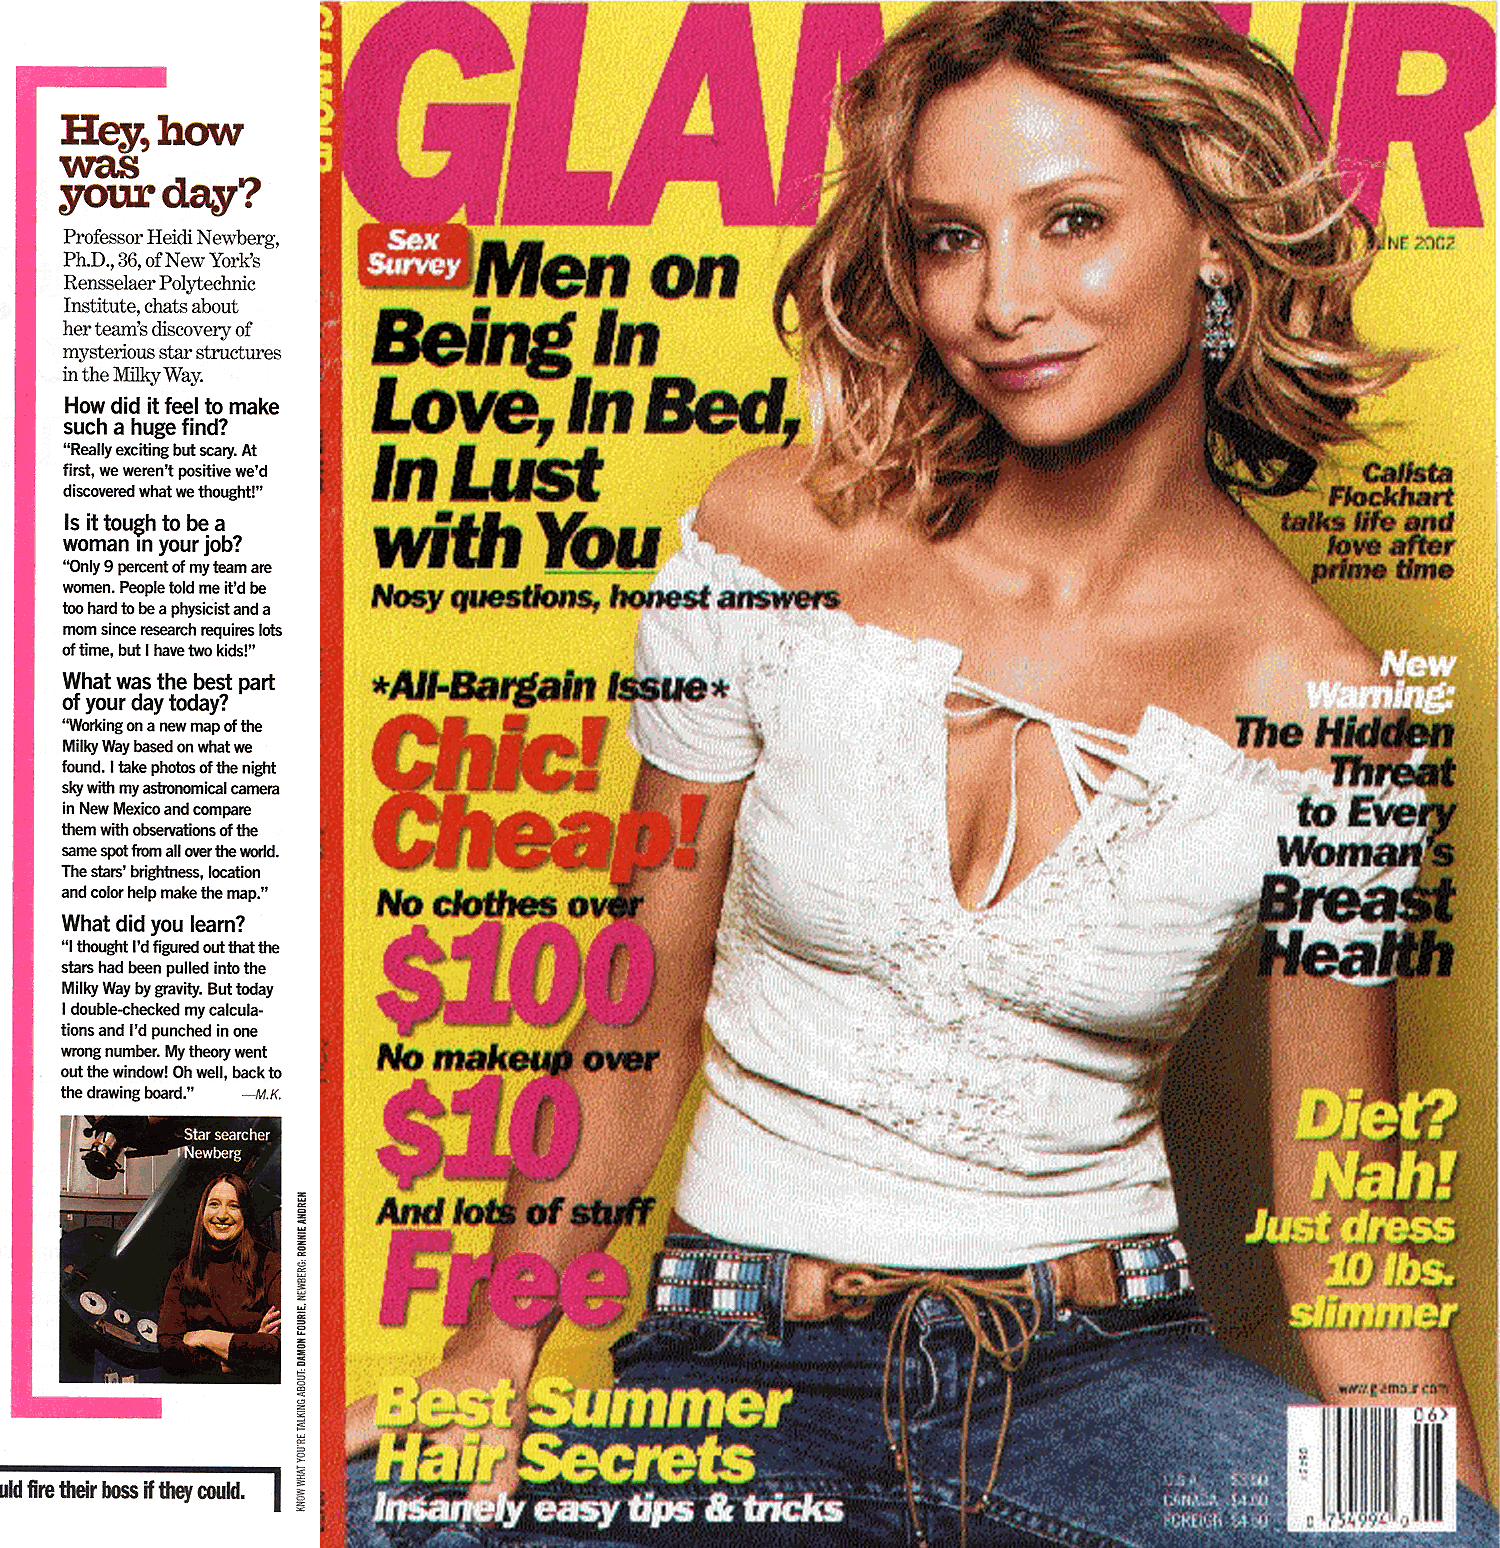 Hey, how
was
your day?
Professor Heidi Newberg,
Ph.D., 36, of New York's
Rensselaer Polytechnic
Institute, chats about
her team's discovery of
mysterious star structures
in the Milky Way.
How did it feel to make
such a huge find?
“Really exciting but scary. At
first, we weren't positive we'd
discovered what we thought!”
Is it tough to be a
woman in your job?
“Only 9 percent of my team are
women. People told me it'd be
too hard to be a physicist and a
mom since research requires lots
of time, but I have two kids!”
What was the best part
of your day today?
“Working on a new map of the
Milky Way based on what we
found. I take photos of the night
sky with my astronomical camera
in New Mexico and compare
them with observations of the
same spot from all over the world.
The stars' brightness, location
and color help make the map.”
What did you learn?
“I thought I'd figured out that the
stars had been pulled into the
Milky Way by gravity. But today
I double-checked my calcula-
tions and I'd punched in one
wrong number. My theory went
out the window! Oh well, back to
the drawing board.” —M.K.
Star searcher
Newberg
KNOW WHAT YOU'RE TALKING ABOUT: DAMON FOURIE. NEWBERG: RONNIE ANDREN
uld fire their boss if they could.
GLAMOUR
GLAMOUR
JUNE 2002
Sex
Survey
Men on
Being In
Love, In Bed,
In Lust
with You
Nosy questions, honest answers
*All-Bargain Issue*
Chic!
Cheap!
No clothes over
$100
No makeup over
$10
And lots of stuff
Free
Best Summer
Hair Secrets
Insanely easy tips & tricks
Calista
Flockhart
talks life and
love after
prime time
New
Warning:
The Hidden
Threat
to Every
Woman's
Breast
Health
Diet?
Nah!
Just dress
10 lbs.
slimmer
www.glamour.com
06>
U.S.A. $3.50
CANADA $4.50
FOREIGN $4.50